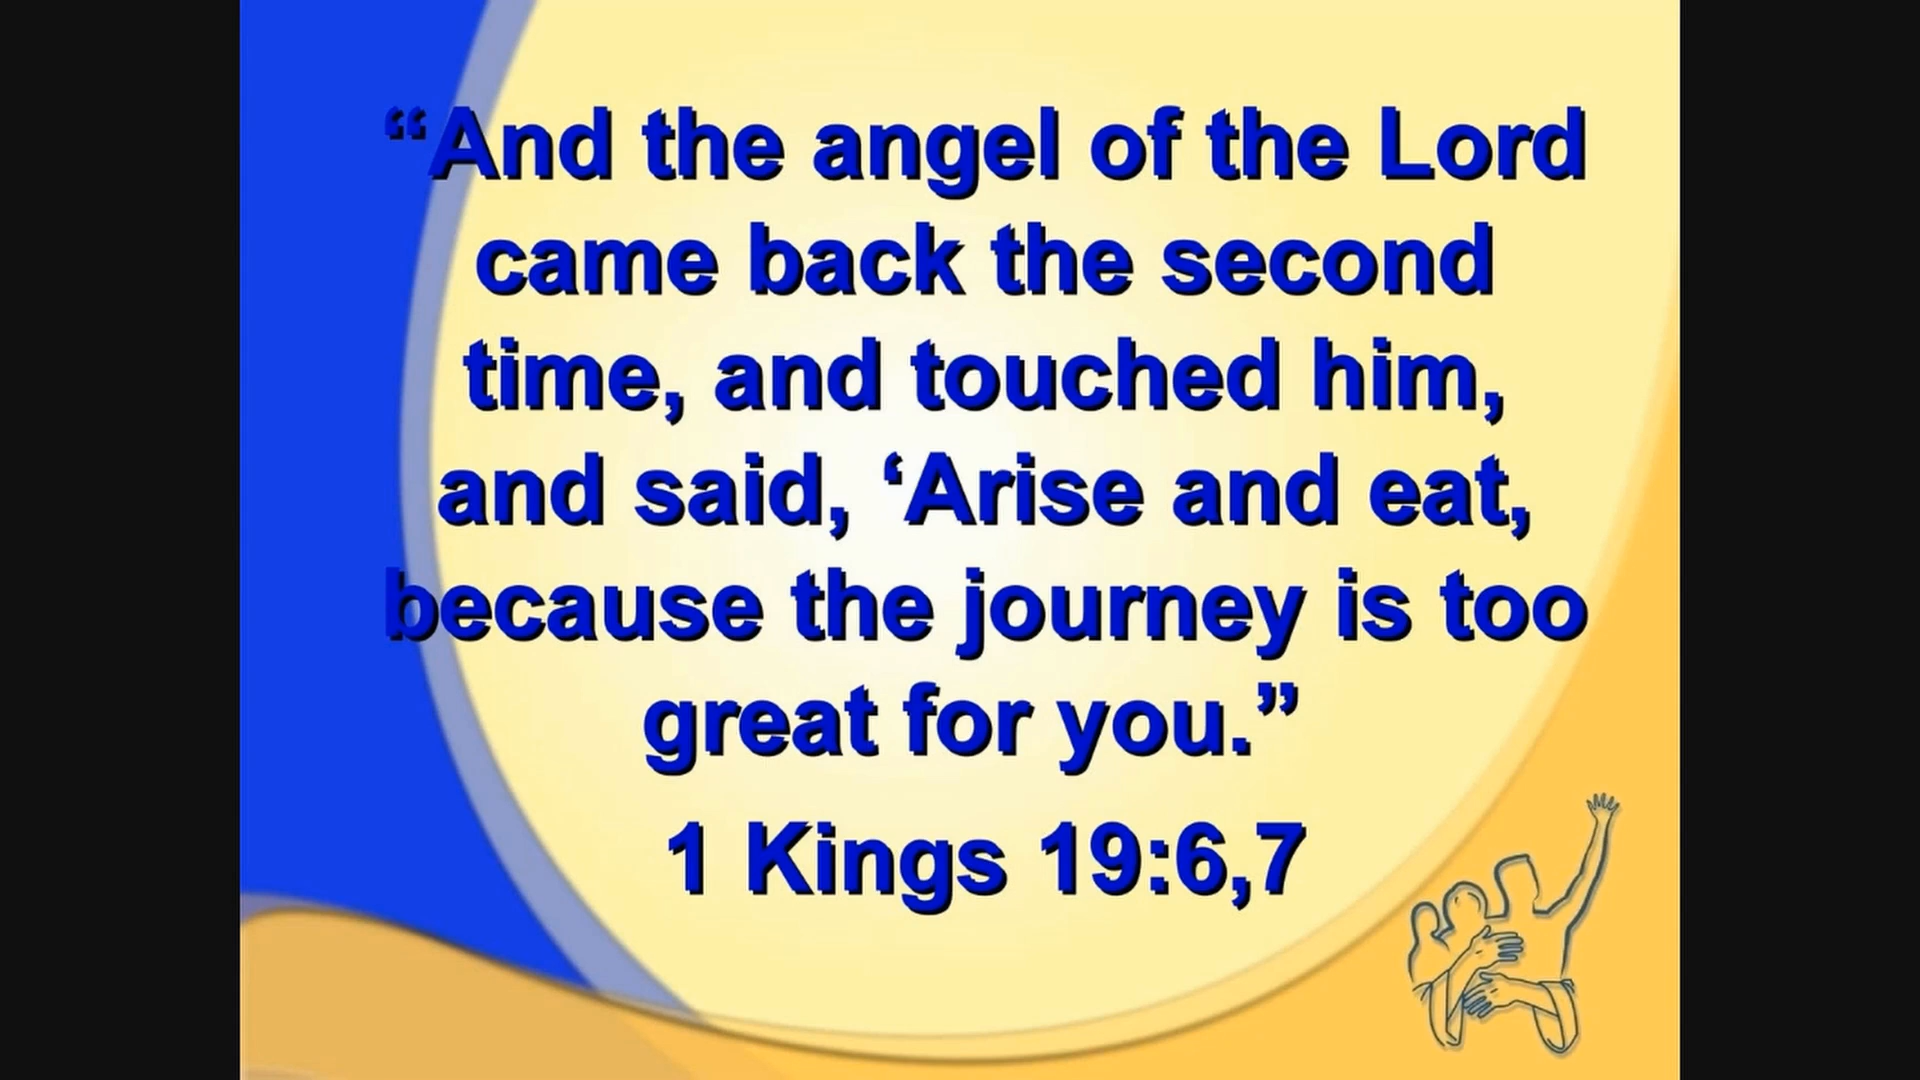 “And the angel of the Lord
came back the second
time, and touched him,
and said, ‘Arise and eat,
because the journey is too
great for you.”
1 Kings 19:6,7